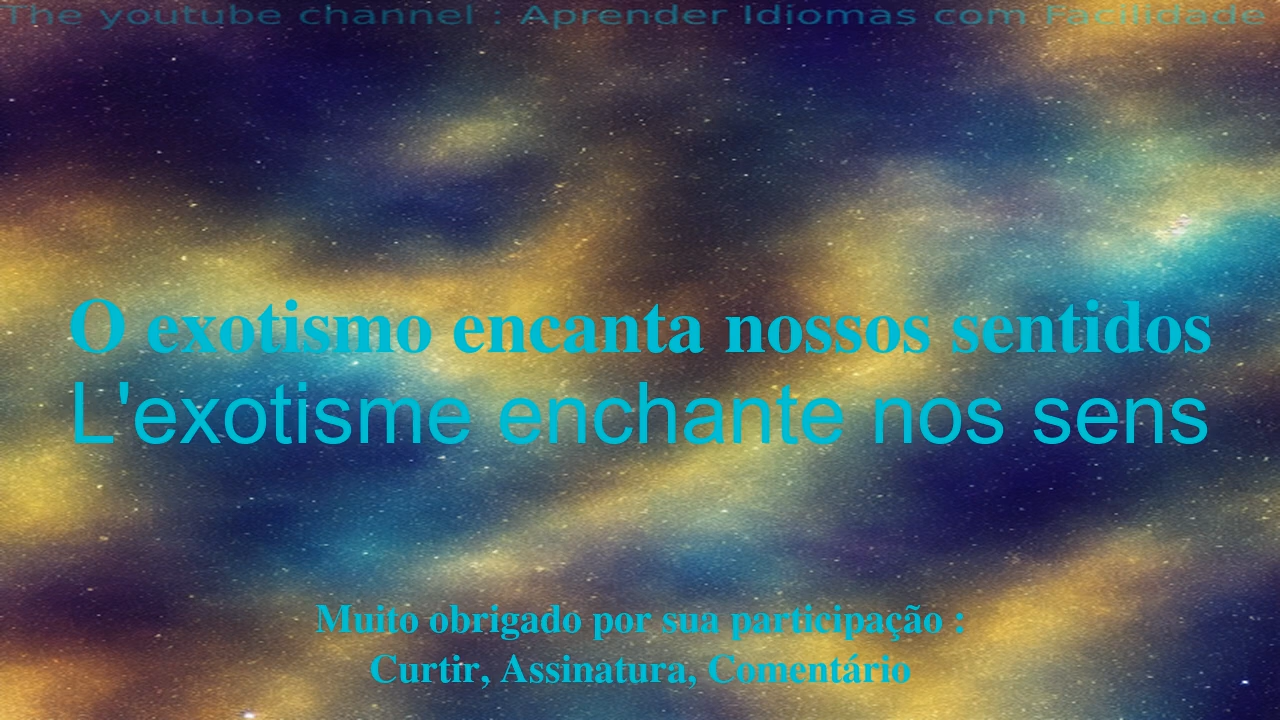 The youtube channel : Aprender Idiomas com Facilidade
O exotismo encanta nossos sentidos
L'exotisme enchante nos sens
Muito obrigado por sua participação :
Curtir, Assinatura, Comentário